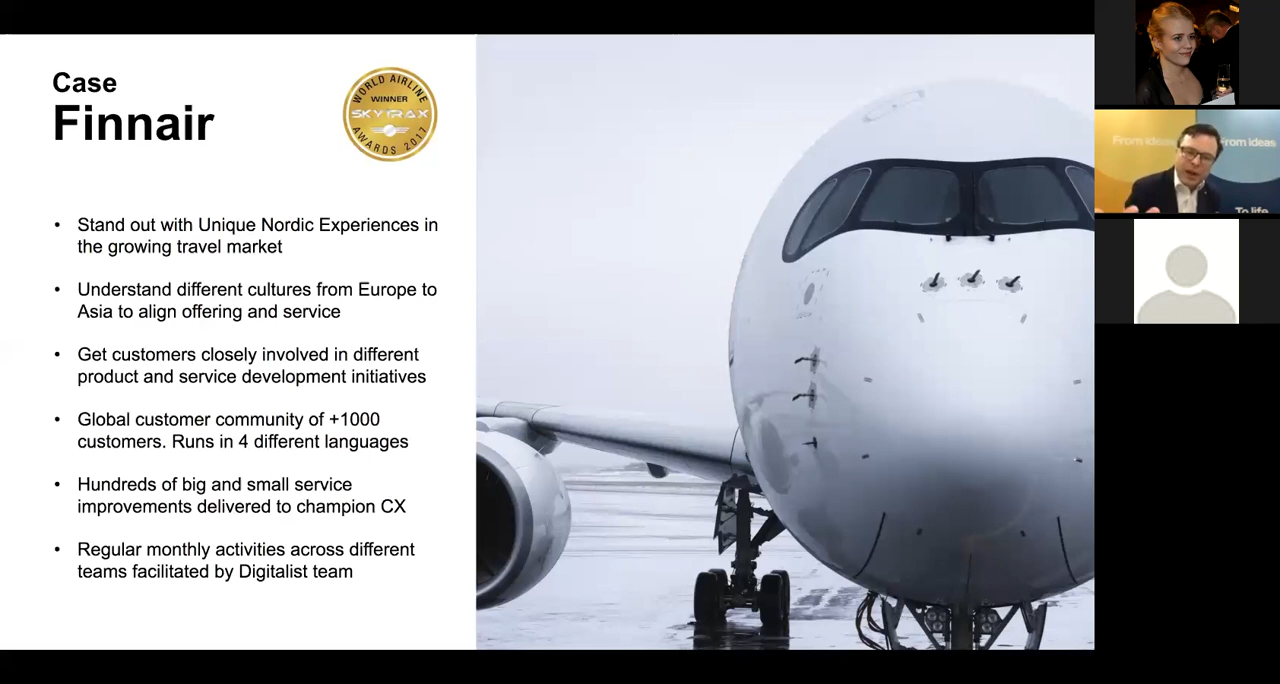 Case
Finnair
WORLD AIRLINE
WINNER
SKYTRAX
AWARDS 2017
• Stand out with Unique Nordic Experiences in
the growing travel market
• Understand different cultures from Europe to
Asia to align offering and service
• Get customers closely involved in different
product and service development initiatives
• Global customer community of +1000
customers. Runs in 4 different languages
• Hundreds of big and small service
improvements delivered to champion CX
• Regular monthly activities across different
teams facilitated by Digitalist team
From ideas
From ideas
To life